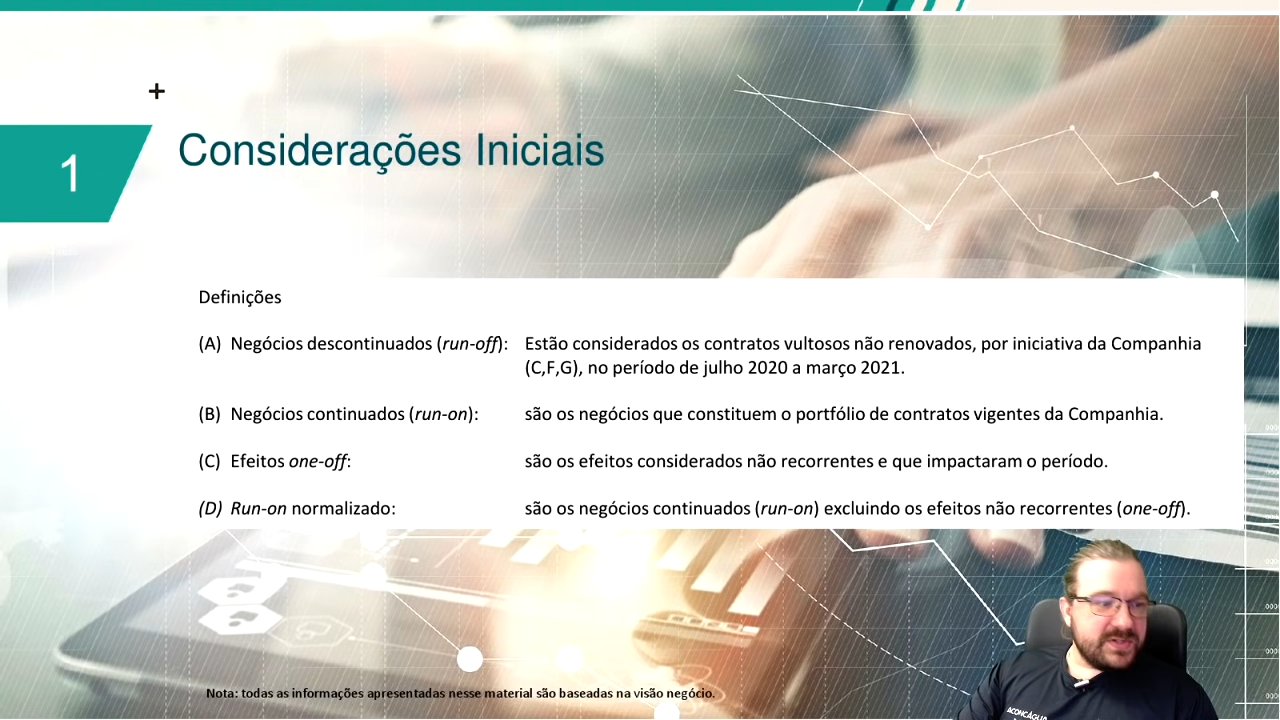 1
Considerações Iniciais
Definições
(A) Negócios descontinuados (run-off): Estão considerados os contratos vultosos não renovados, por iniciativa da Companhia
(C,F,G), no período de julho 2020 a março 2021.
(B) Negócios continuados (run-on): são os negócios que constituem o portfólio de contratos vigentes da Companhia.
(C) Efeitos one-off: são os efeitos considerados não recorrentes e que impactaram o período.
(D) Run-on normalizado: são os negócios continuados (run-on) excluindo os efeitos não recorrentes (one-off).
Nota: todas as informações apresentadas nesse material são baseadas na visão negócio.